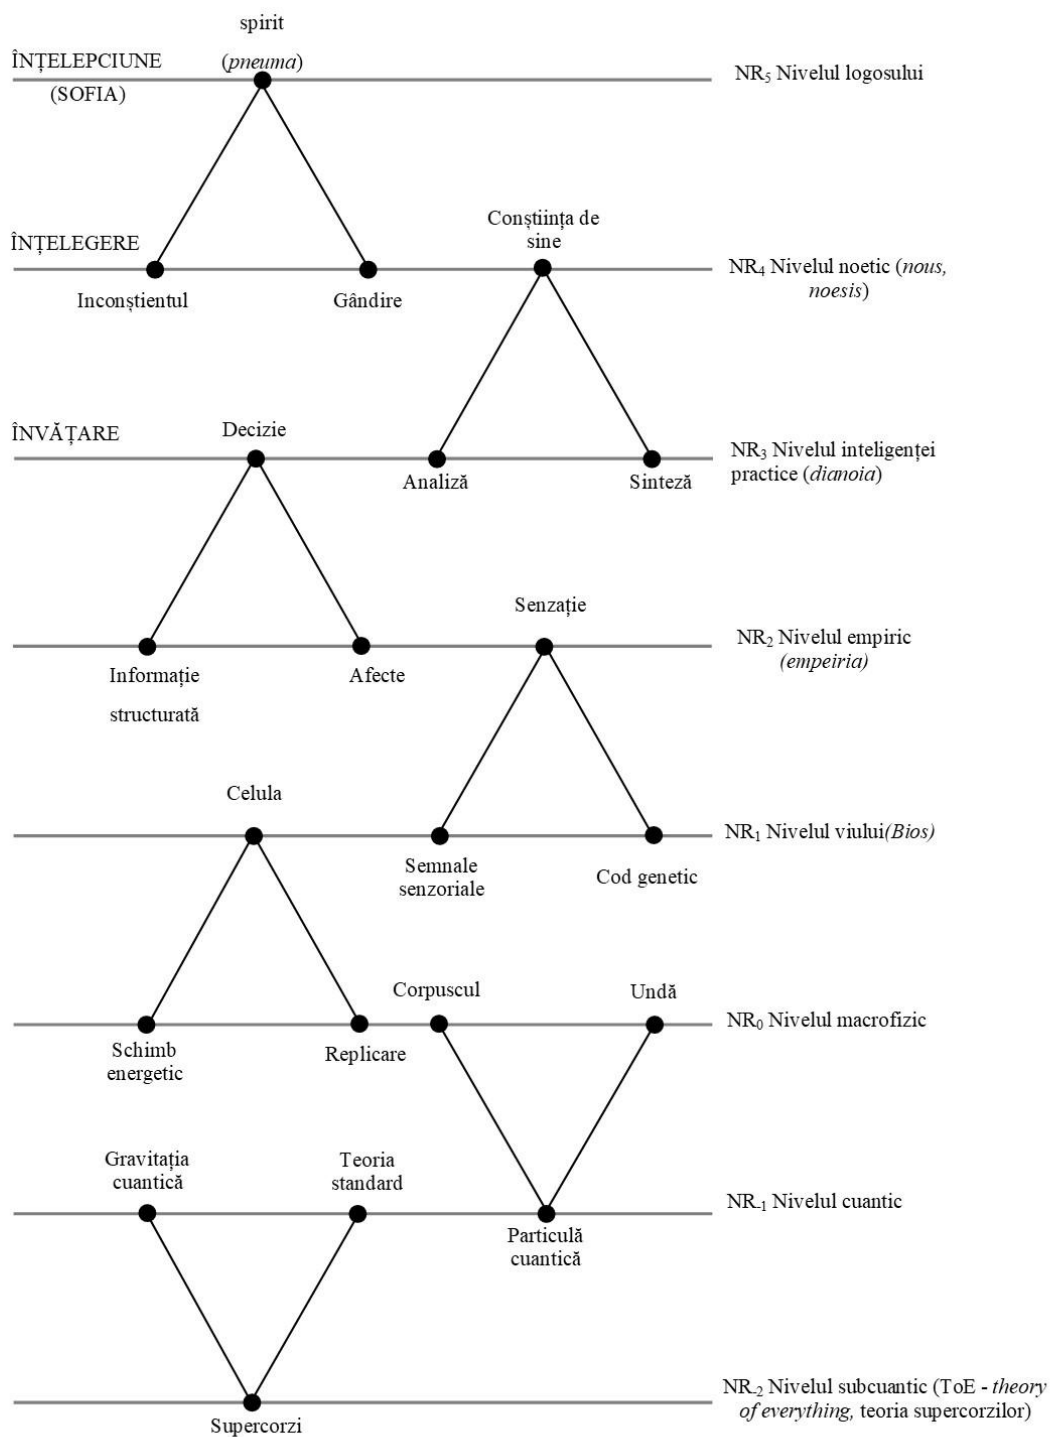 spirit
ÎNȚELEPCIUNE
(pneuma)
NR5 Nivelul logosului
(SOFIA)
Conștiința de
sine
ÎNȚELEGERE
NR4 Nivelul noetic (nous,
noesis)
Inconștientul
Gândire
Decizie
ÎNVĂȚARE
NR3 Nivelul inteligenței
practice (dianoia)
Analiză
Sinteză
Senzație
NR2 Nivelul empiric
(empeiria)
Informație
structurată
Afecte
Celula
NR1 Nivelul viului(Bios)
Semnale
senzoriale
Cod genetic
Corpuscul
Undă
NR0 Nivelul macrofizic
Schimb
energetic
Replicare
Gravitația
cuantică
Teoria
standard
NR-1 Nivelul cuantic
Particulă
cuantică
NR-2 Nivelul subcuantic (ToE - theory
of everything, teoria supercorzilor)
Supercorzi